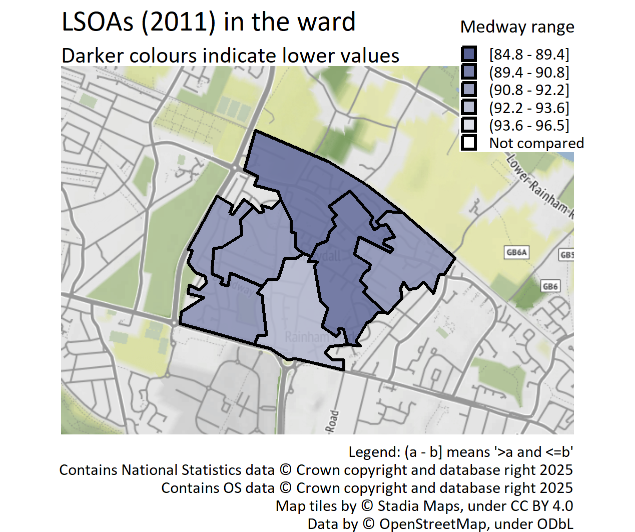 LSOAs (2011) in the ward
Darker colours indicate lower values
Medway range
[84.8 - 89.4]
(89.4 - 90.8]
(90.8 - 92.2]
(92.2 - 93.6]
(93.6 - 96.5]
Not compared
Lower-Rainham-R
GB6A
GB5
GB6
Rainham
-Road
Legend: (a - b] means '>a and <=b'
Contains National Statistics data © Crown copyright and database right 2025
Contains OS data © Crown copyright and database right 2025
Map tiles by © Stadia Maps, under CC BY 4.0
Data by © OpenStreetMap, under ODbL